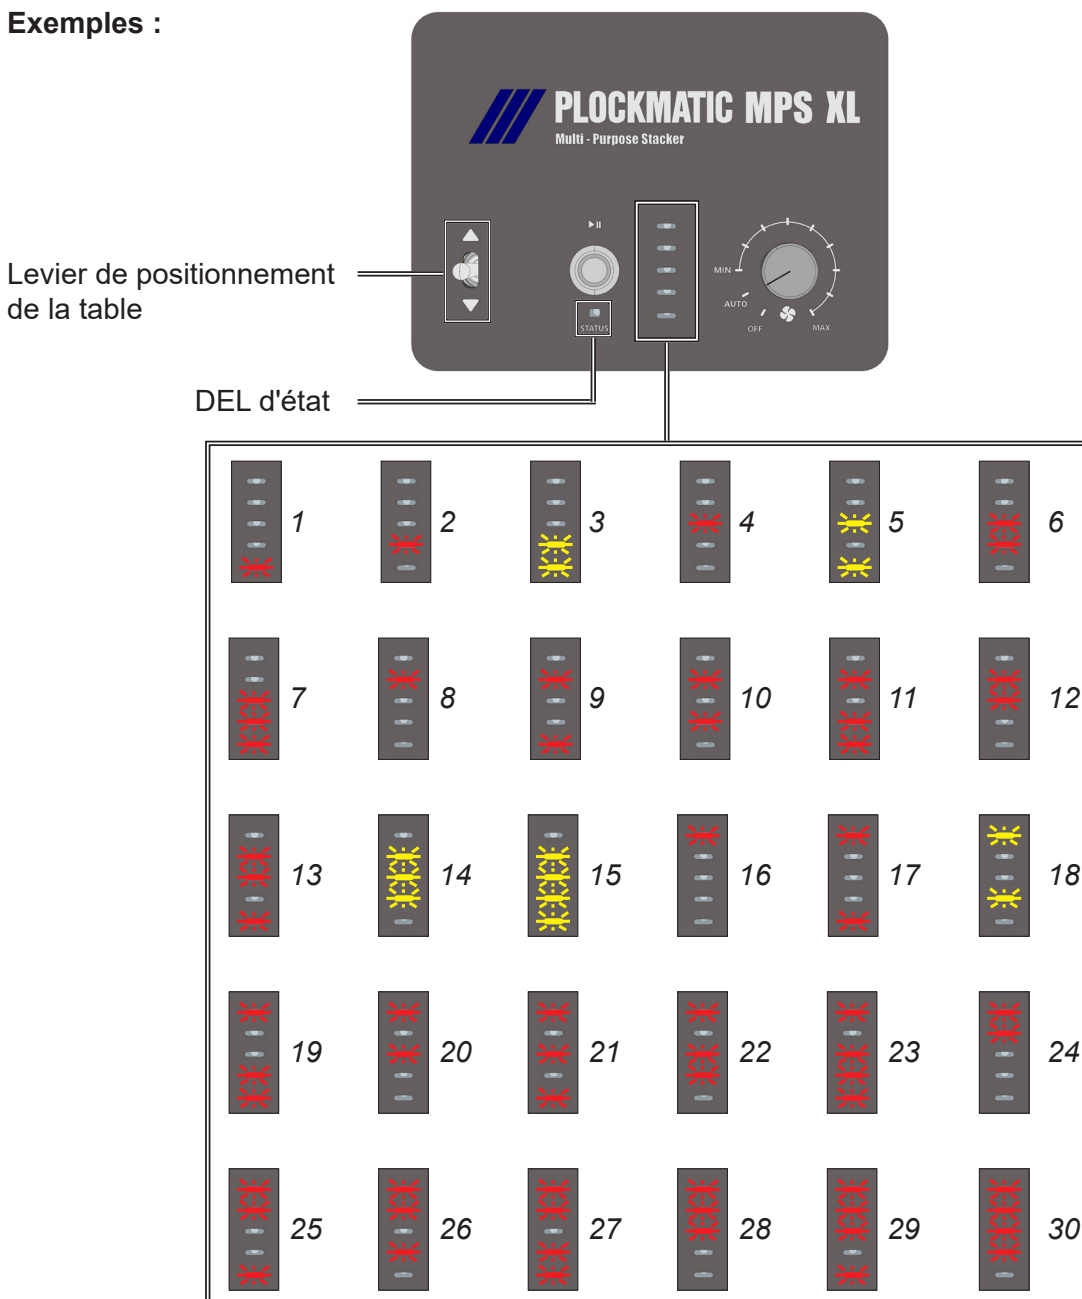 Exemples :
PLOCKMATIC MPS XL
Multi - Purpose Stacker
Levier de positionnement
de la table
MIN
AUTO
OFF
MAX
STATUS
DEL d'état
1 2 3 4 5 6
7 8 9 10 11 12
13 14 15 16 17 18
19 20 21 22 23 24
25 26 27 28 29 30